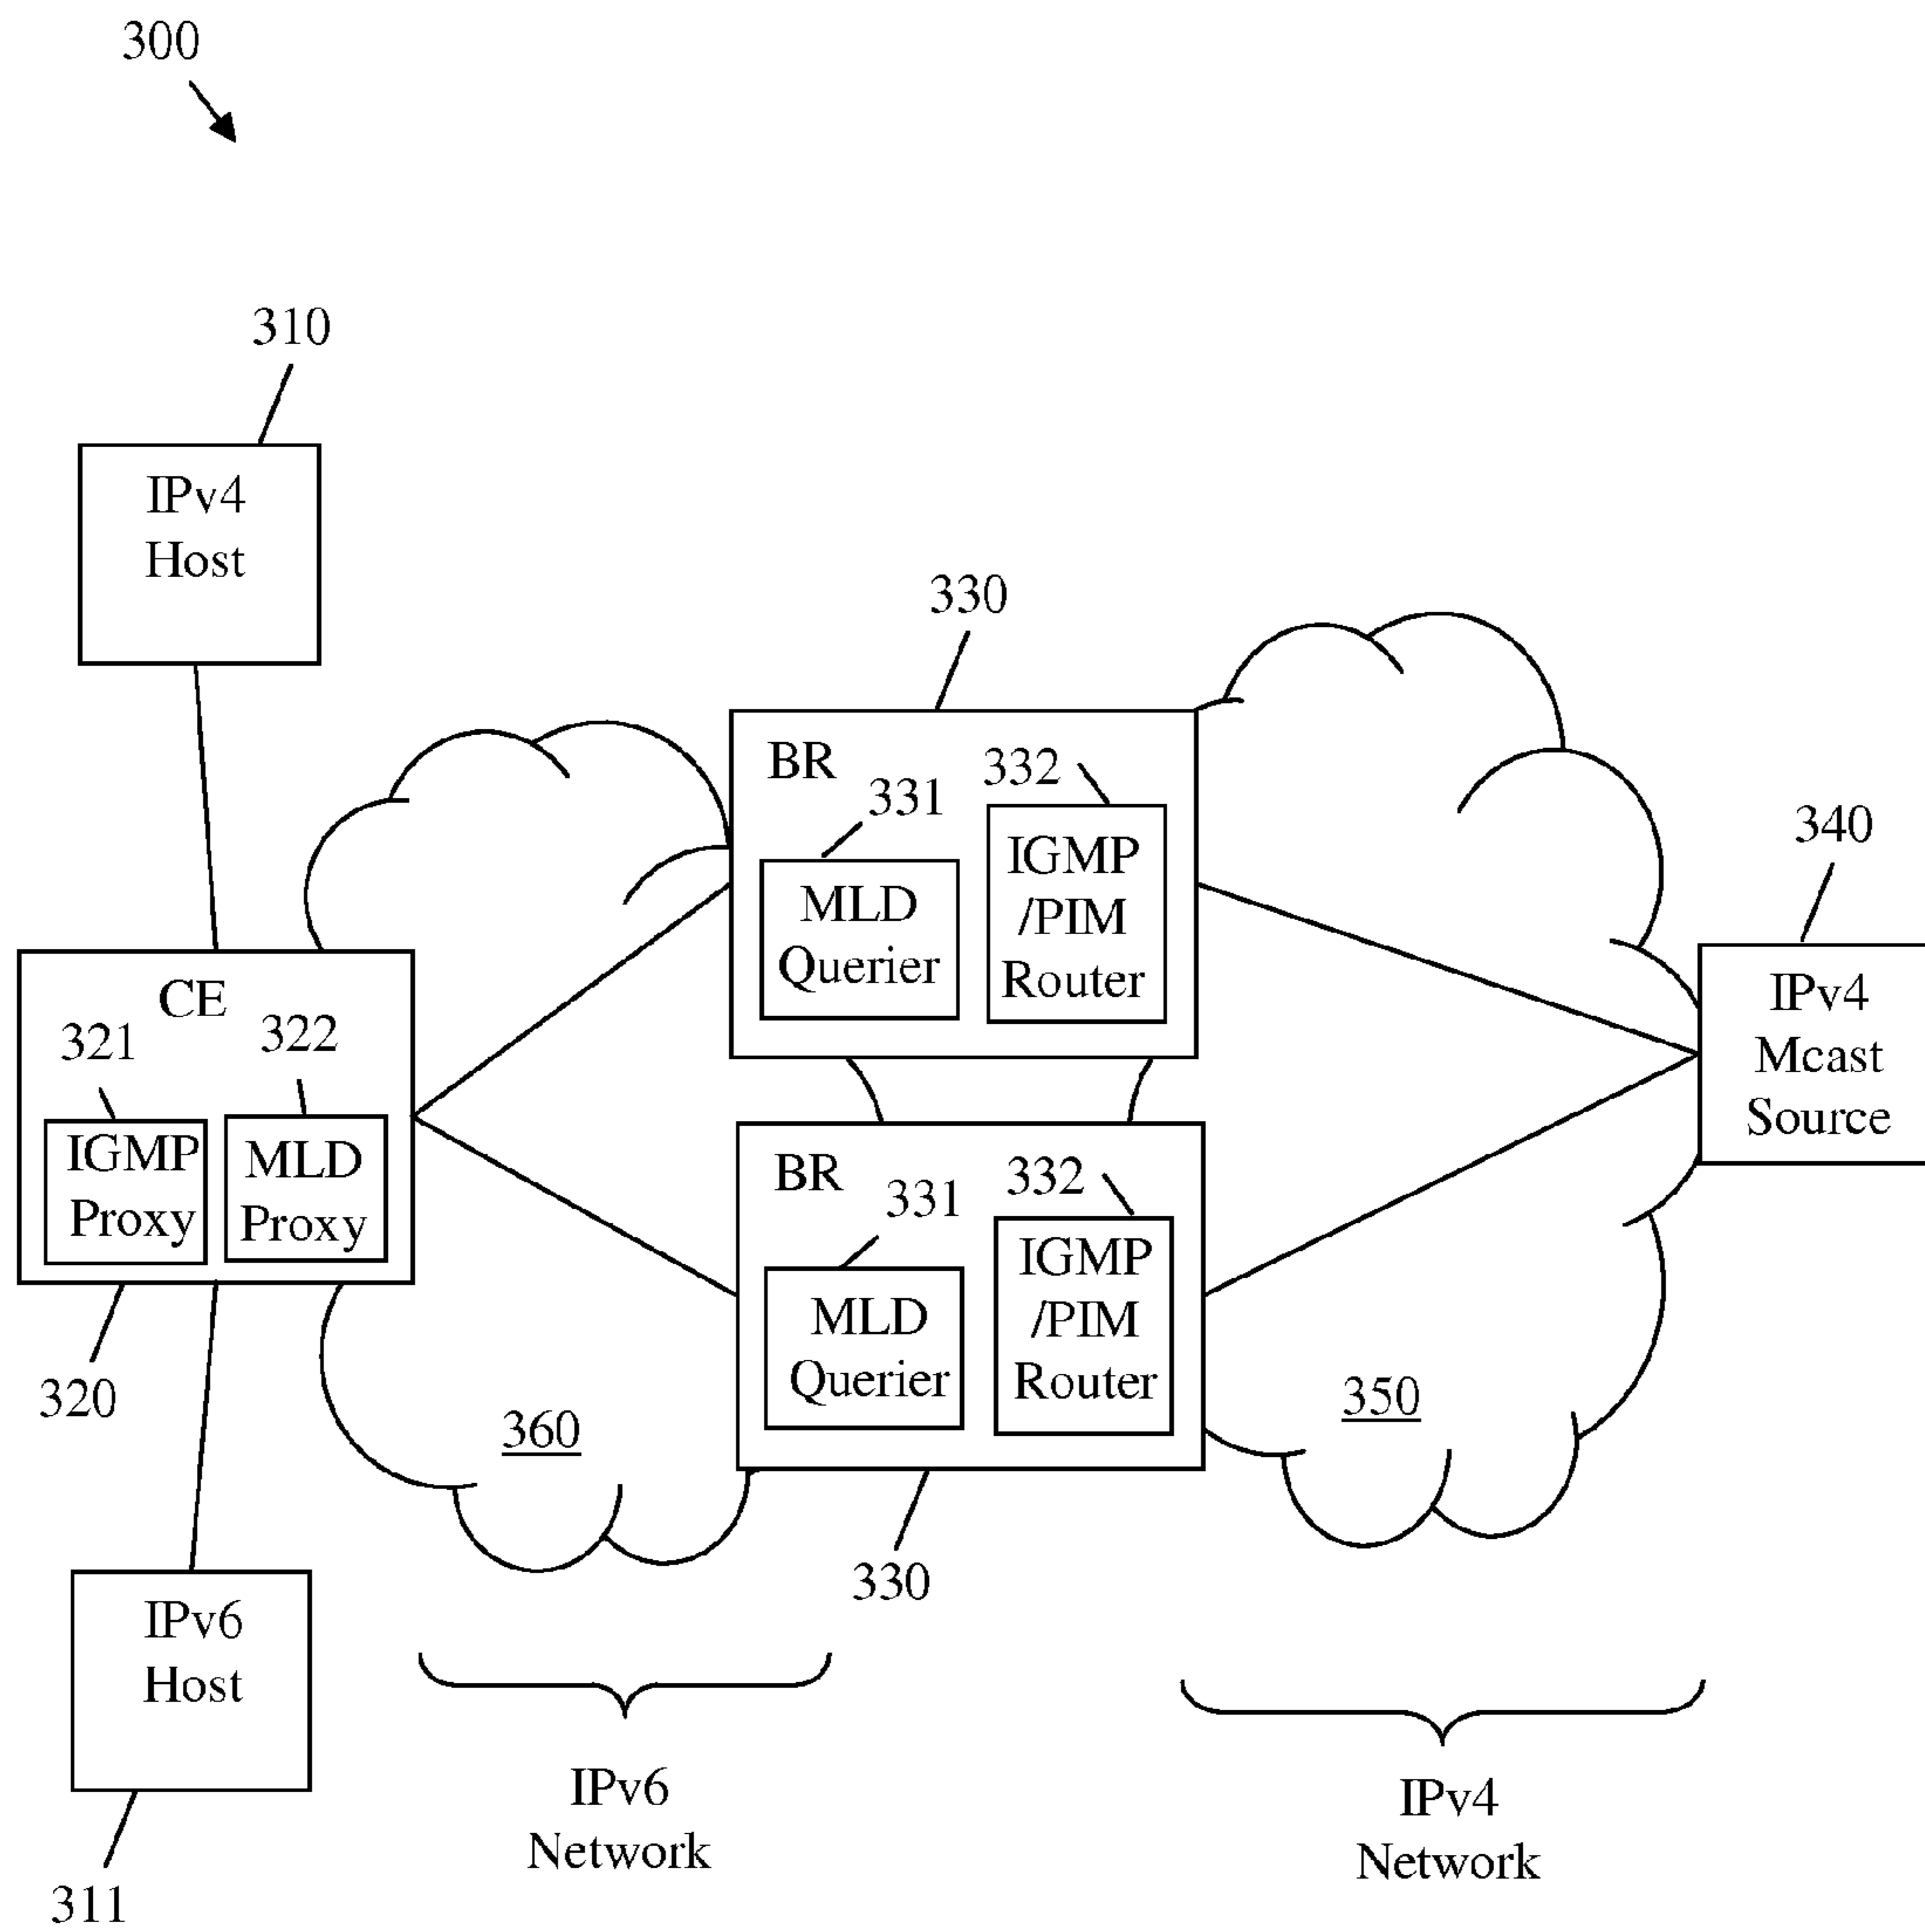 300
310
IPv4
Host
330
BR
332
331
IGMP
/PIM
Router
MLD
Querier
340
IPv4
Mcast
Source
CE
321
322
IGMP
Proxy
MLD
Proxy
320
BR
332
331
IGMP
/PIM
Router
MLD
Querier
360
350
330
IPv6
Host
311
IPv6
Network
IPv4
Network